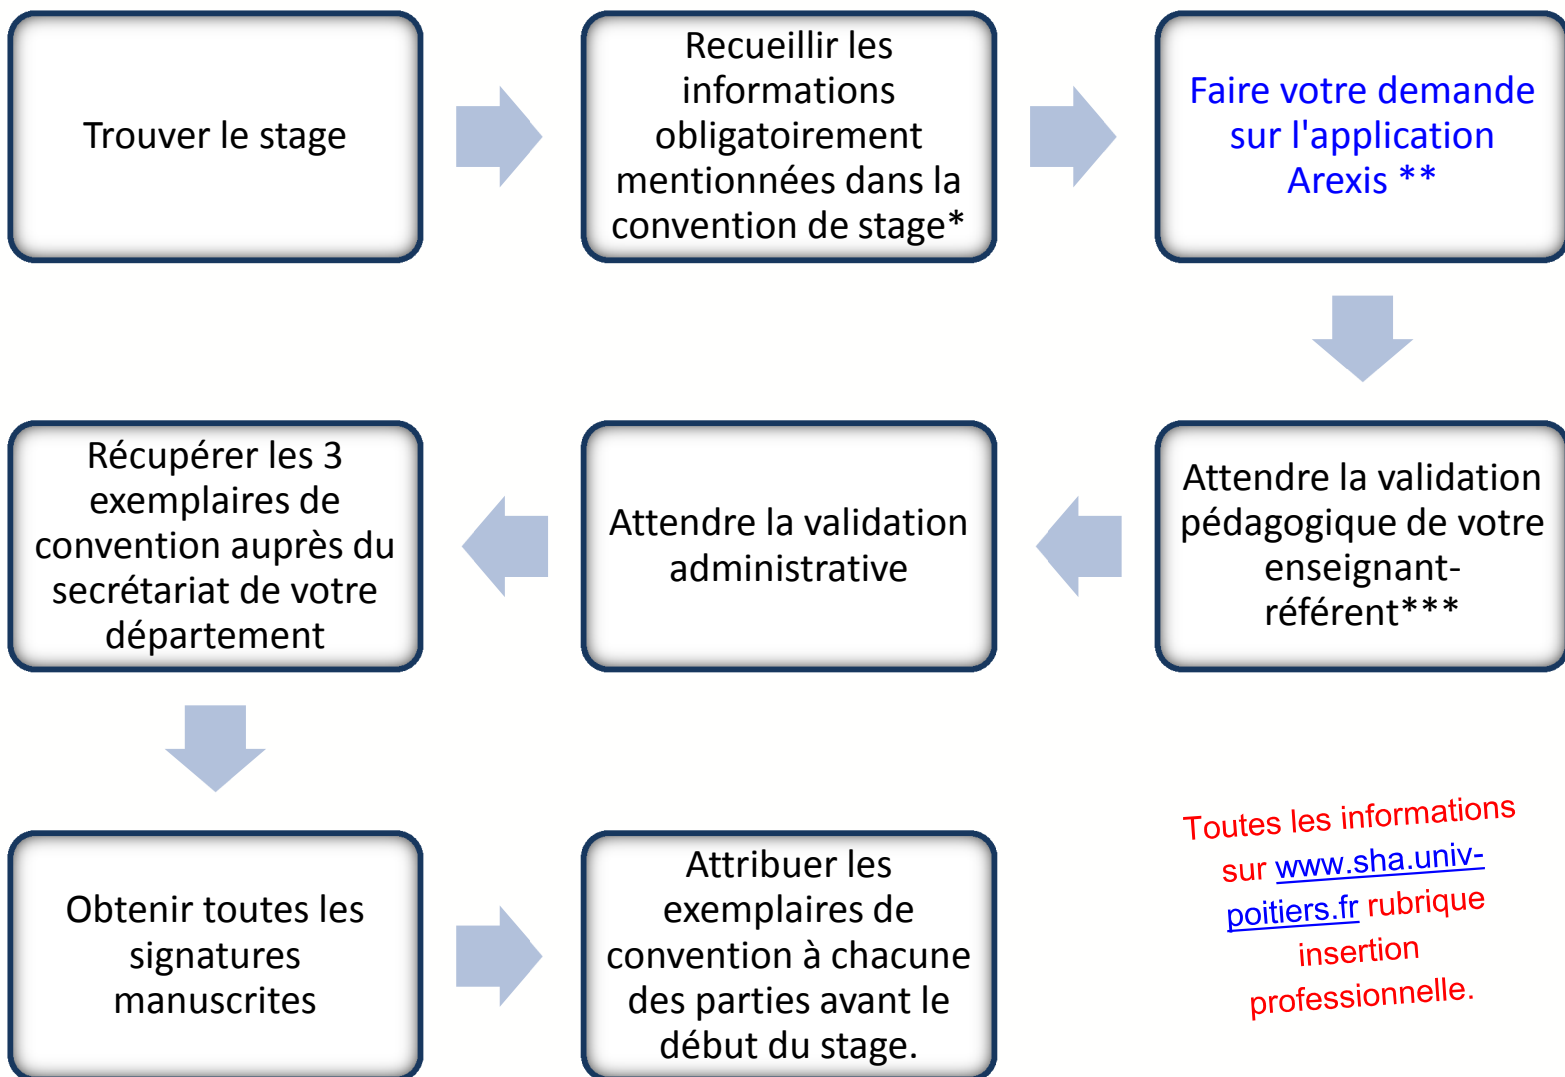 Trouver le stage
Recueillir les
informations
obligatoirement
mentionnées dans la
convention de stage*
Faire votre demande
sur l'application
Arexis **
Attendre la validation
pédagogique de votre
enseignant-
référent***
Attendre la validation
administrative
Récupérer les 3
exemplaires de
convention auprès du
secrétariat de votre
département
Obtenir toutes les
signatures
manuscrites
Attribuer les
exemplaires de
convention à chacune
des parties avant le
début du stage.
Toutes les informations
sur www.sha.univ-
poitiers.fr rubrique
insertion
professionnelle.